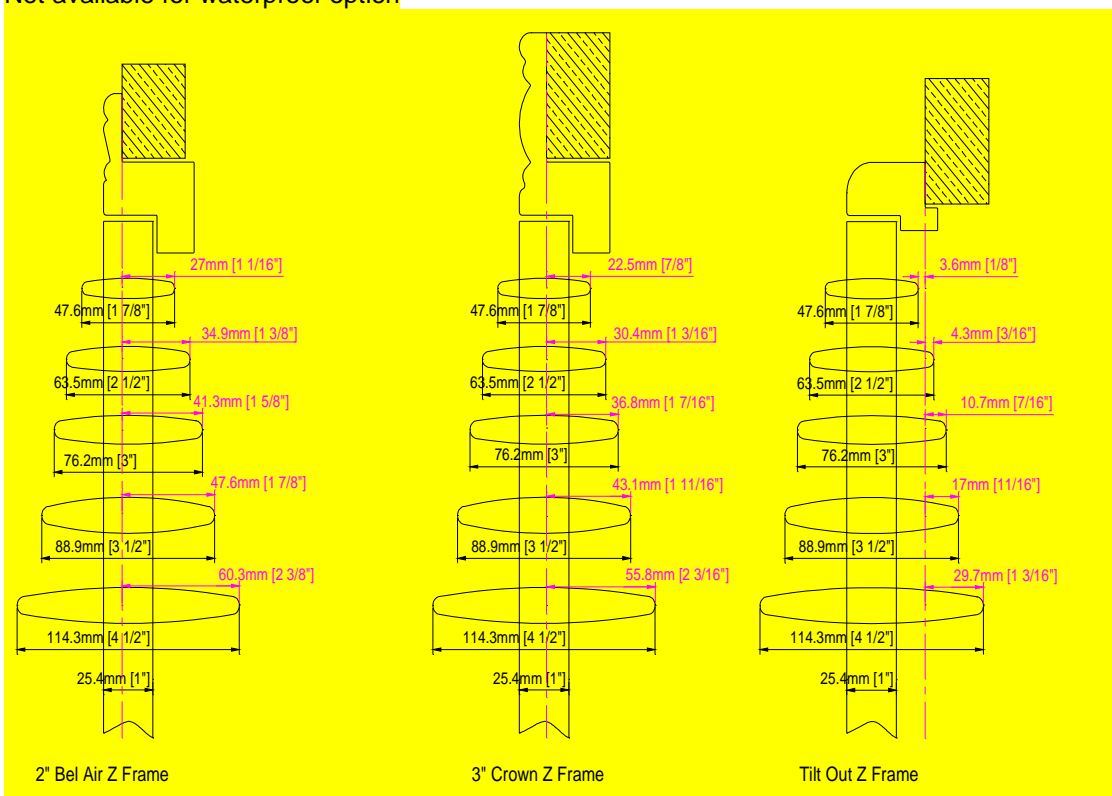 Not available for waterproof option
27mm [1 1/16"]
47.6mm [1 7/8"]
34.9mm [1 3/8"]
63.5mm [2 1/2"]
41.3mm [1 5/8"]
76.2mm [3"]
47.6mm [1 7/8"]
88.9mm [3 1/2"]
60.3mm [2 3/8"]
114.3mm [4 1/2"]
25.4mm [1"]
2" Bel Air Z Frame
22.5mm [7/8"]
47.6mm [1 7/8"]
30.4mm [1 3/16"]
63.5mm [2 1/2"]
36.8mm [1 7/16"]
76.2mm [3"]
43.1mm [1 11/16"]
88.9mm [3 1/2"]
55.8mm [2 3/16"]
114.3mm [4 1/2"]
25.4mm [1"]
3" Crown Z Frame
3.6mm [1/8"]
47.6mm [1 7/8"]
4.3mm [3/16"]
63.5mm [2 1/2"]
10.7mm [7/16"]
76.2mm [3"]
17mm [11/16"]
88.9mm [3 1/2"]
29.7mm [1 3/16"]
114.3mm [4 1/2"]
25.4mm [1"]
Tilt Out Z Frame